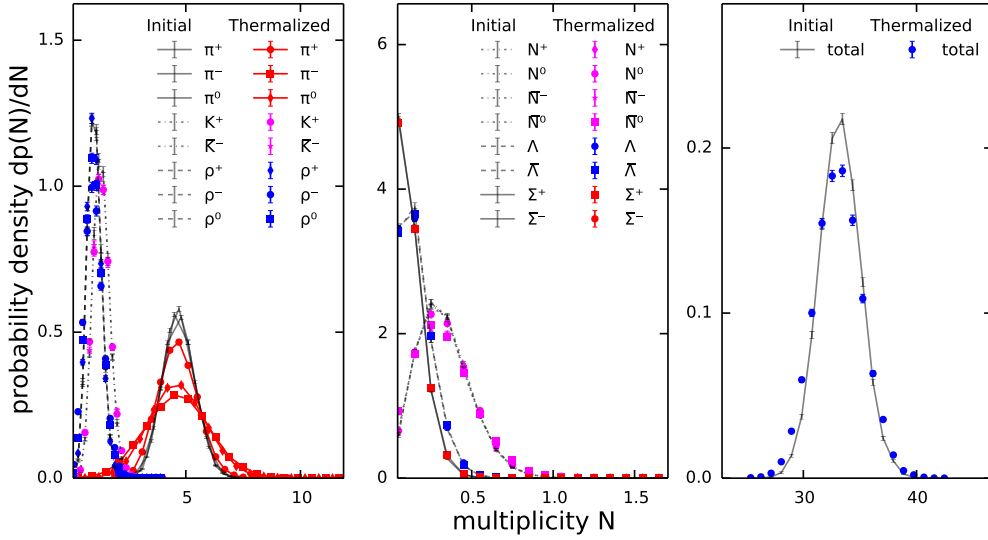 probability density dp(N)/dN
Initial Thermalized
π⁺ π⁺
π⁻ π⁻
π⁰ π⁰
K⁺ K⁺
K̅⁻ K̅⁻
ρ⁺ ρ⁺
ρ⁻ ρ⁻
ρ⁰ ρ⁰
1.5
1.0
0.5
0.0
5 10
Initial Thermalized
N⁺ N⁺
N⁰ N⁰
N̅⁻ N̅⁻
N̅⁰ N̅⁰
Λ Λ
Λ̅ Λ̅
Σ⁺ Σ⁺
Σ⁻ Σ⁻
6
4
2
0
0.5 1.0 1.5
multiplicity N
Initial Thermalized
total total
0.2
0.1
0.0
30 40